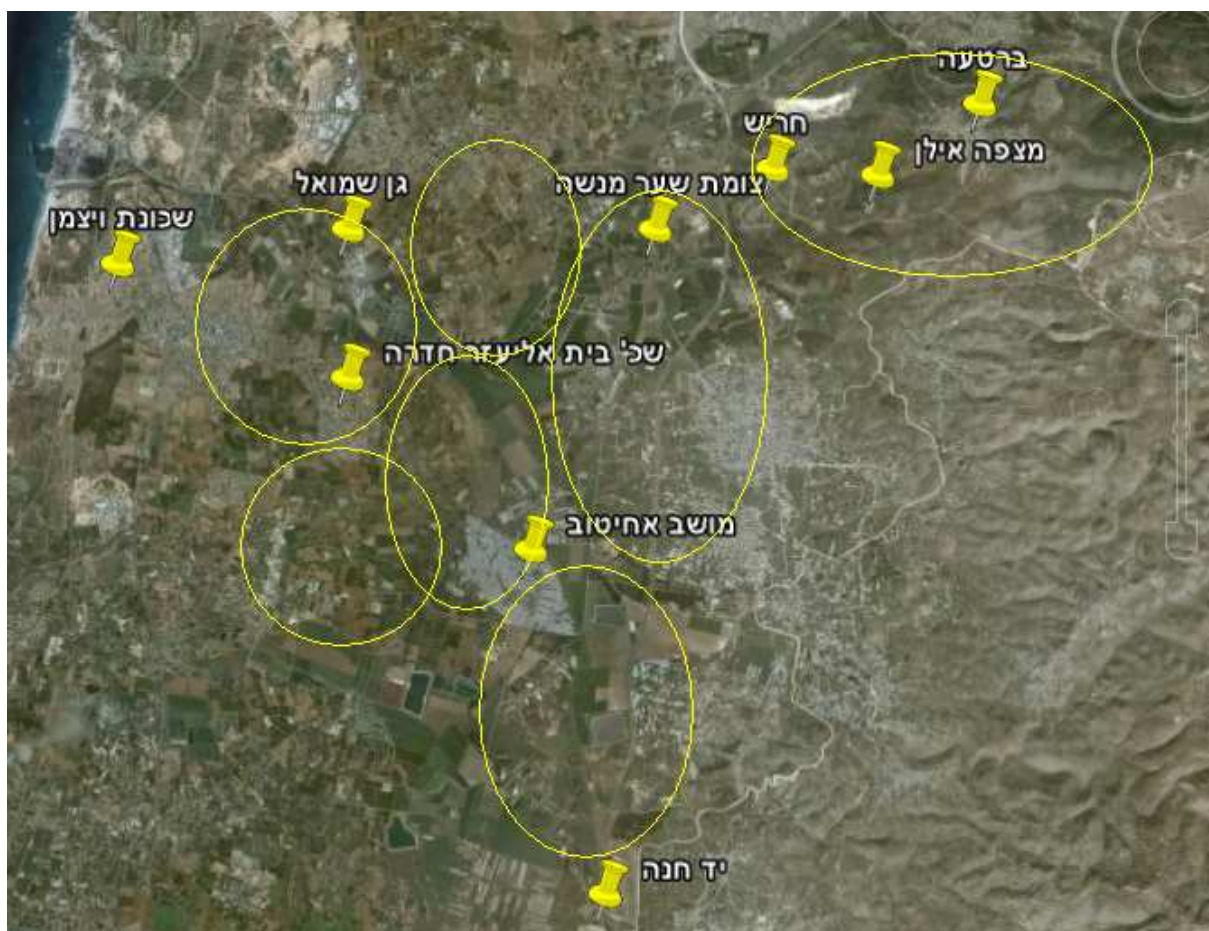 ברטעה
חריש
מצפה אילן
גן שמואל
צומת שער מנשה
שכונת ויצמן
שכ' בית אליעזר חדרה
מושב אחיטוב
יד חנה